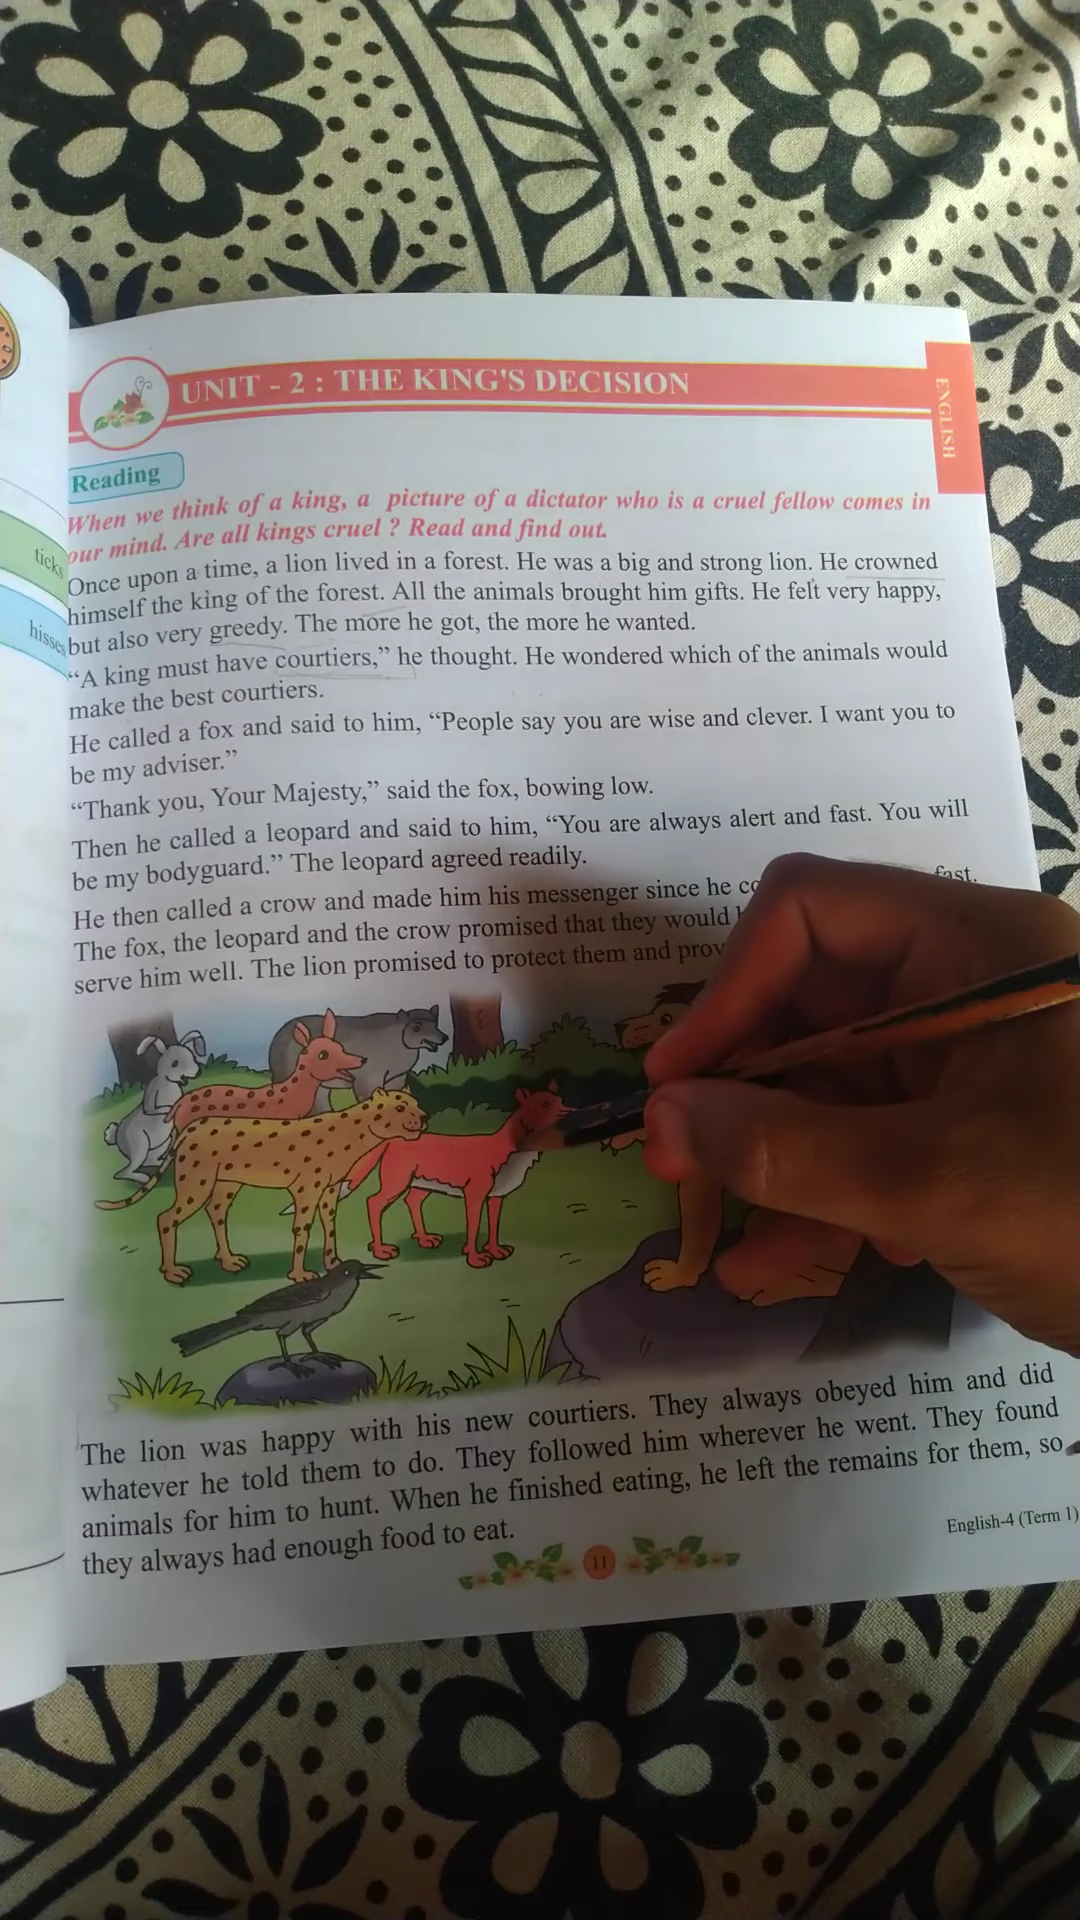 UNIT - 2 : THE KING'S DECISION
ENGLISH
Reading
When we think of a king, a picture of a dictator who is a cruel fellow comes in
our mind. Are all kings cruel ? Read and find out.
Once upon a time, a lion lived in a forest. He was a big and strong lion. He crowned
himself the king of the forest. All the animals brought him gifts. He felt very happy,
but also very greedy. The more he got, the more he wanted.
“A king must have courtiers,” he thought. He wondered which of the animals would
make the best courtiers.
He called a fox and said to him, “People say you are wise and clever. I want you to
be my adviser.”
“Thank you, Your Majesty,” said the fox, bowing low.
Then he called a leopard and said to him, “You are always alert and fast. You will
be my bodyguard.” The leopard agreed readily.
He then called a crow and made him his messenger since he fast.
The fox, the leopard and the crow promised that they would
serve him well. The lion promised to protect them and
The lion was happy with his new courtiers. They always obeyed him and did
whatever he told them to do. They followed him wherever he went. They found
animals for him to hunt. When he finished eating, he left the remains for them, so
they always had enough food to eat.
English-4 (Term 1)
11
ticks
hisses